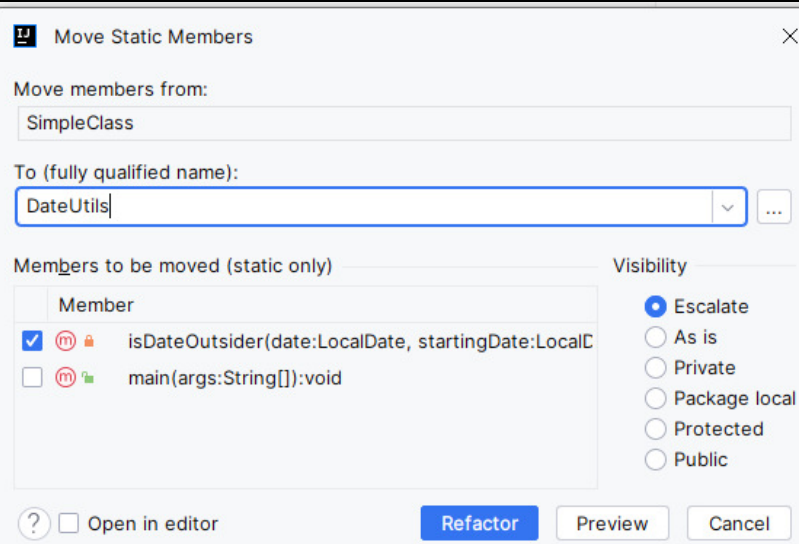 IJ Move Static Members
Move members from:
SimpleClass
To (fully qualified name):
DateUtils
...
Members to be moved (static only)
Visibility
Member
Escalate
m isDateOutsider(date:LocalDate, startingDate:LocalD
As is
m main(args:String[]):void
Private
Package local
Protected
Public
? Open in editor
Refactor
Preview
Cancel